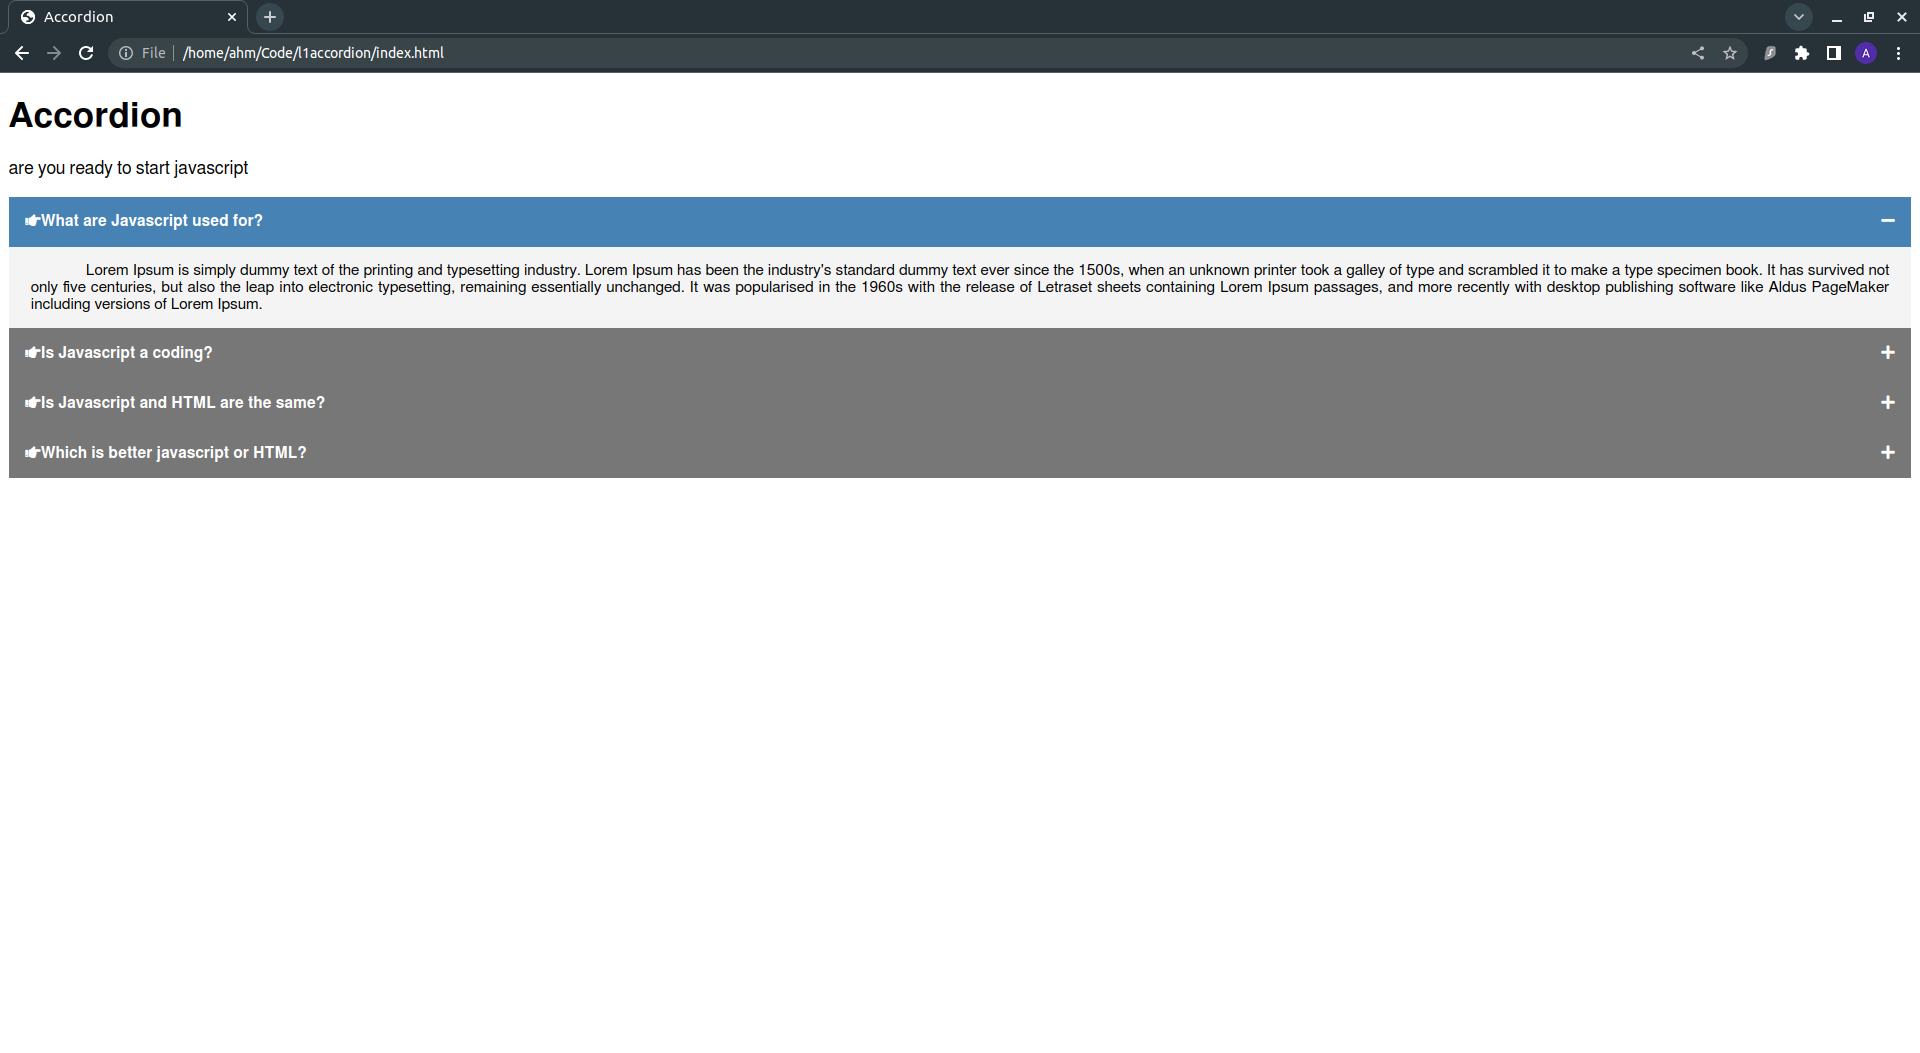 Accordion
File | /home/ahm/Code/l1accordion/index.html
A
Accordion
are you ready to start javascript
What are Javascript used for?
Lorem Ipsum is simply dummy text of the printing and typesetting industry. Lorem Ipsum has been the industry's standard dummy text ever since the 1500s, when an unknown printer took a galley of type and scrambled it to make a type specimen book. It has survived not
only five centuries, but also the leap into electronic typesetting, remaining essentially unchanged. It was popularised in the 1960s with the release of Letraset sheets containing Lorem Ipsum passages, and more recently with desktop publishing software like Aldus PageMaker
including versions of Lorem Ipsum.
Is Javascript a coding?
Is Javascript and HTML are the same?
Which is better javascript or HTML?